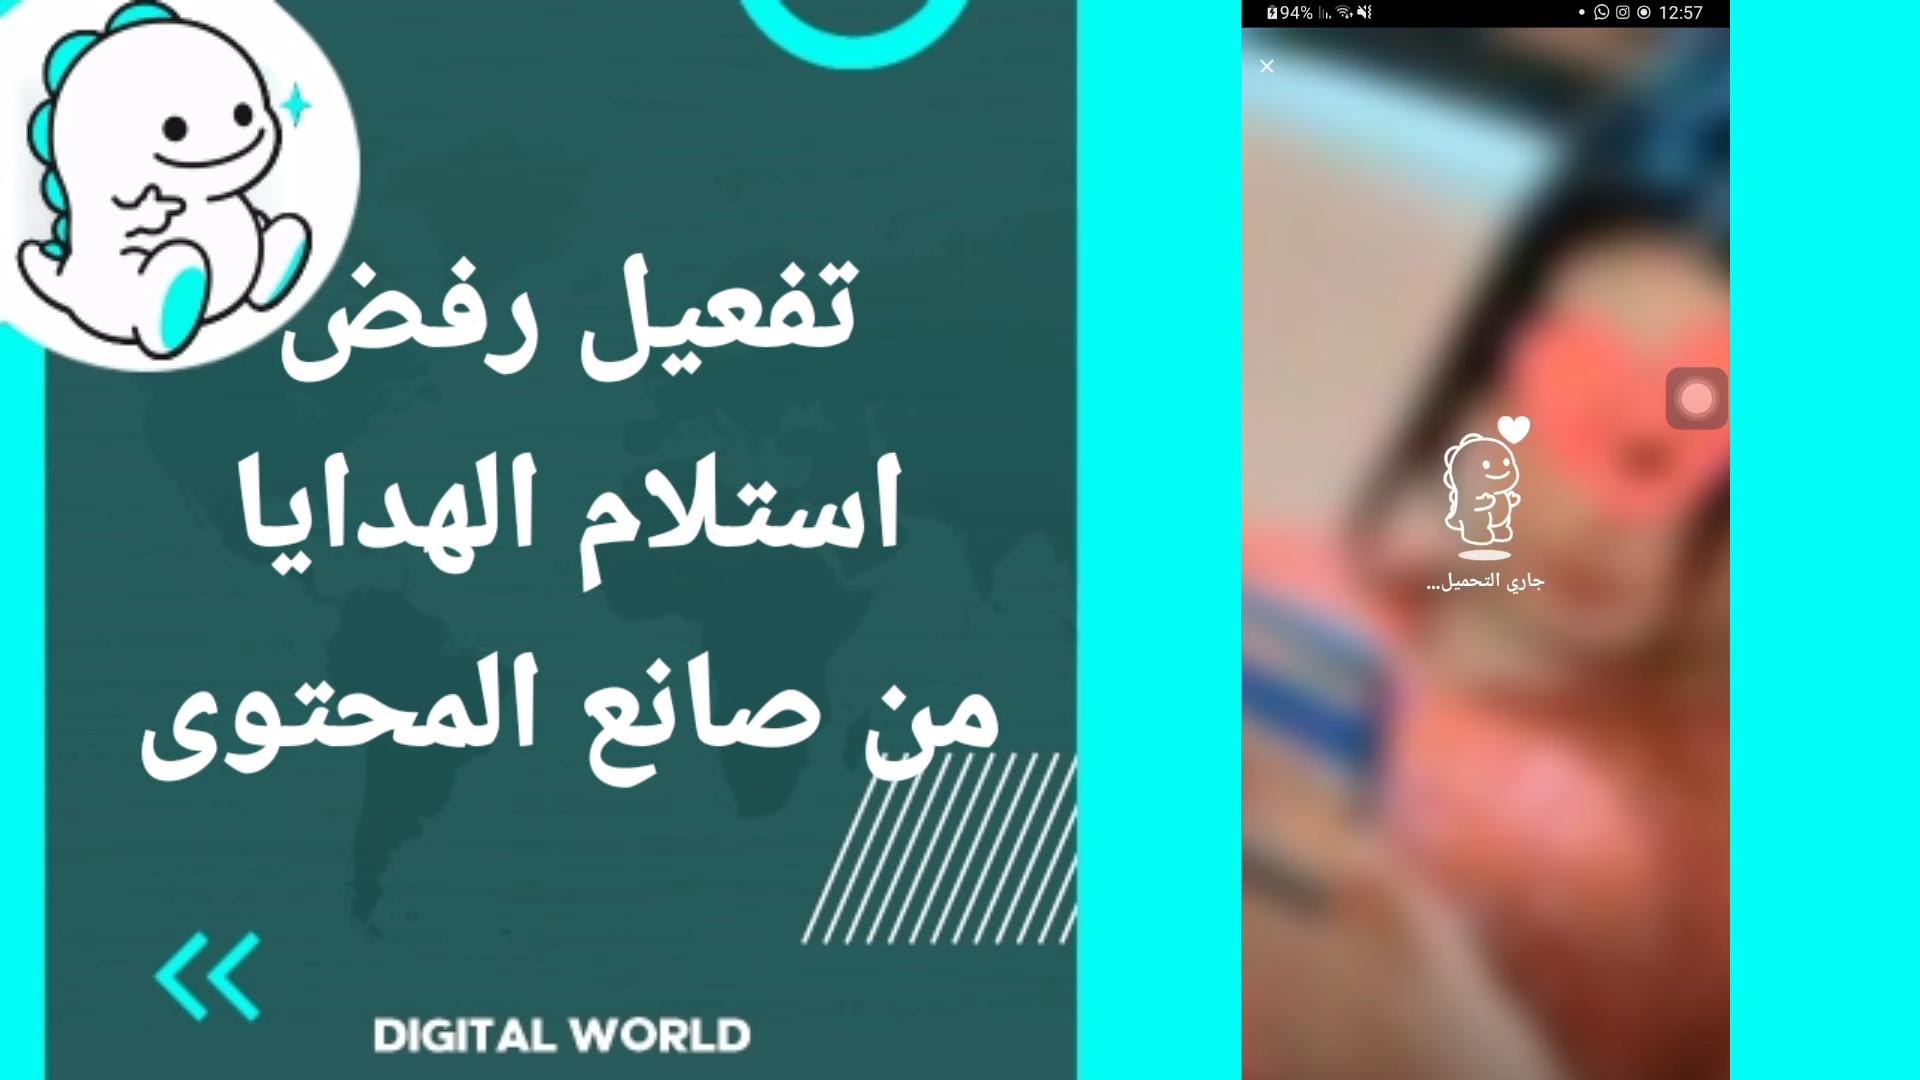 تفعيل رفض
استلام الهدايا
من صانع المحتوى
DIGITAL WORLD
94%
12:57
جاري التحميل...